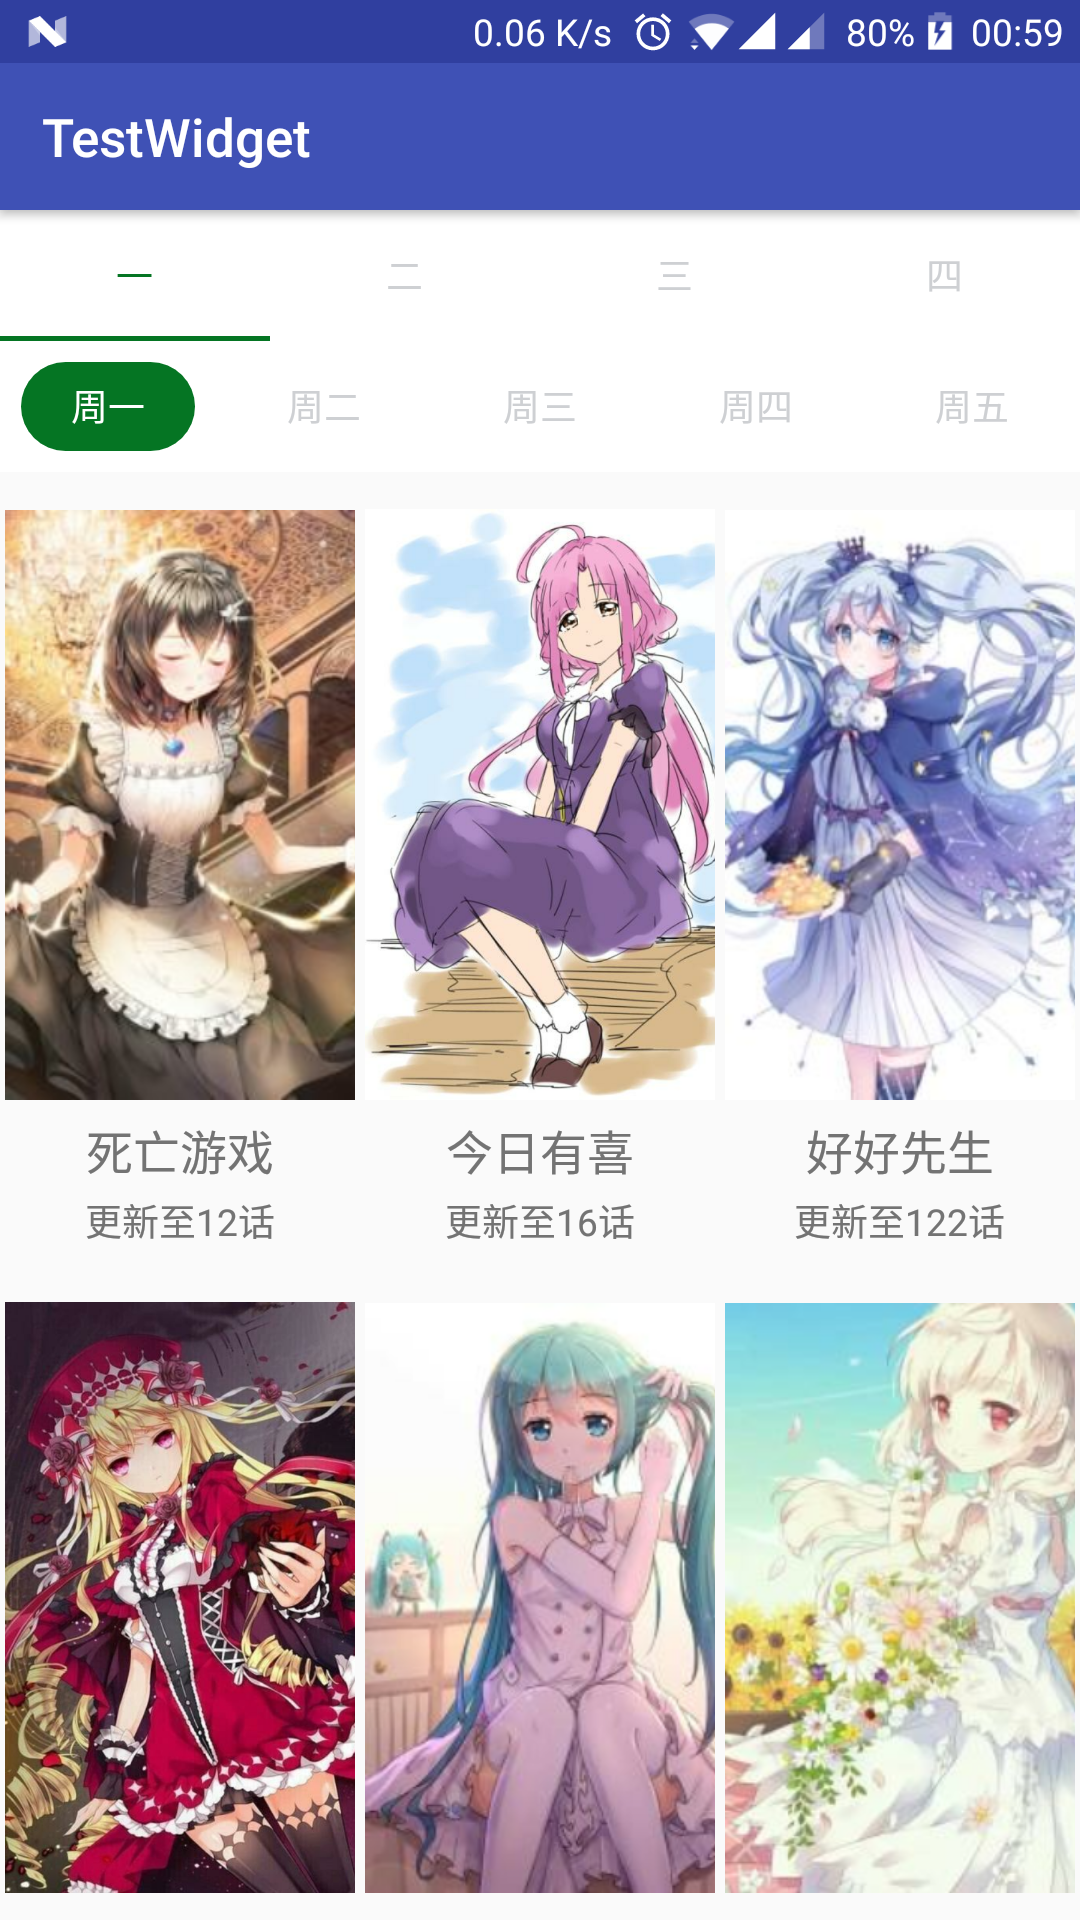 0.06 K/s 80% 00:59
TestWidget
一 二 三 四
周一 周二 周三 周四 周五
死亡游戏 今日有喜 好好先生
更新至12话 更新至16话 更新至122话